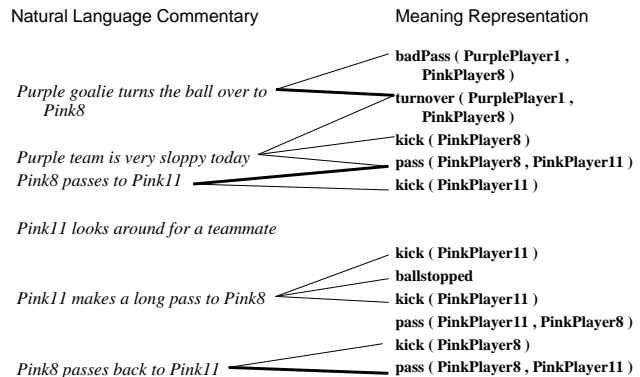 Natural Language Commentary
Meaning Representation
badPass ( PurplePlayer1 ,
PinkPlayer8 )
Purple goalie turns the ball over to
Pink8
turnover ( PurplePlayer1 ,
PinkPlayer8 )
kick ( PinkPlayer8 )
Purple team is very sloppy today
pass ( PinkPlayer8 , PinkPlayer11 )
Pink8 passes to Pink11
kick ( PinkPlayer11 )
Pink11 looks around for a teammate
kick ( PinkPlayer11 )
ballstopped
Pink11 makes a long pass to Pink8
kick ( PinkPlayer11 )
pass ( PinkPlayer11 , PinkPlayer8 )
kick ( PinkPlayer8 )
Pink8 passes back to Pink11
pass ( PinkPlayer8 , PinkPlayer11 )